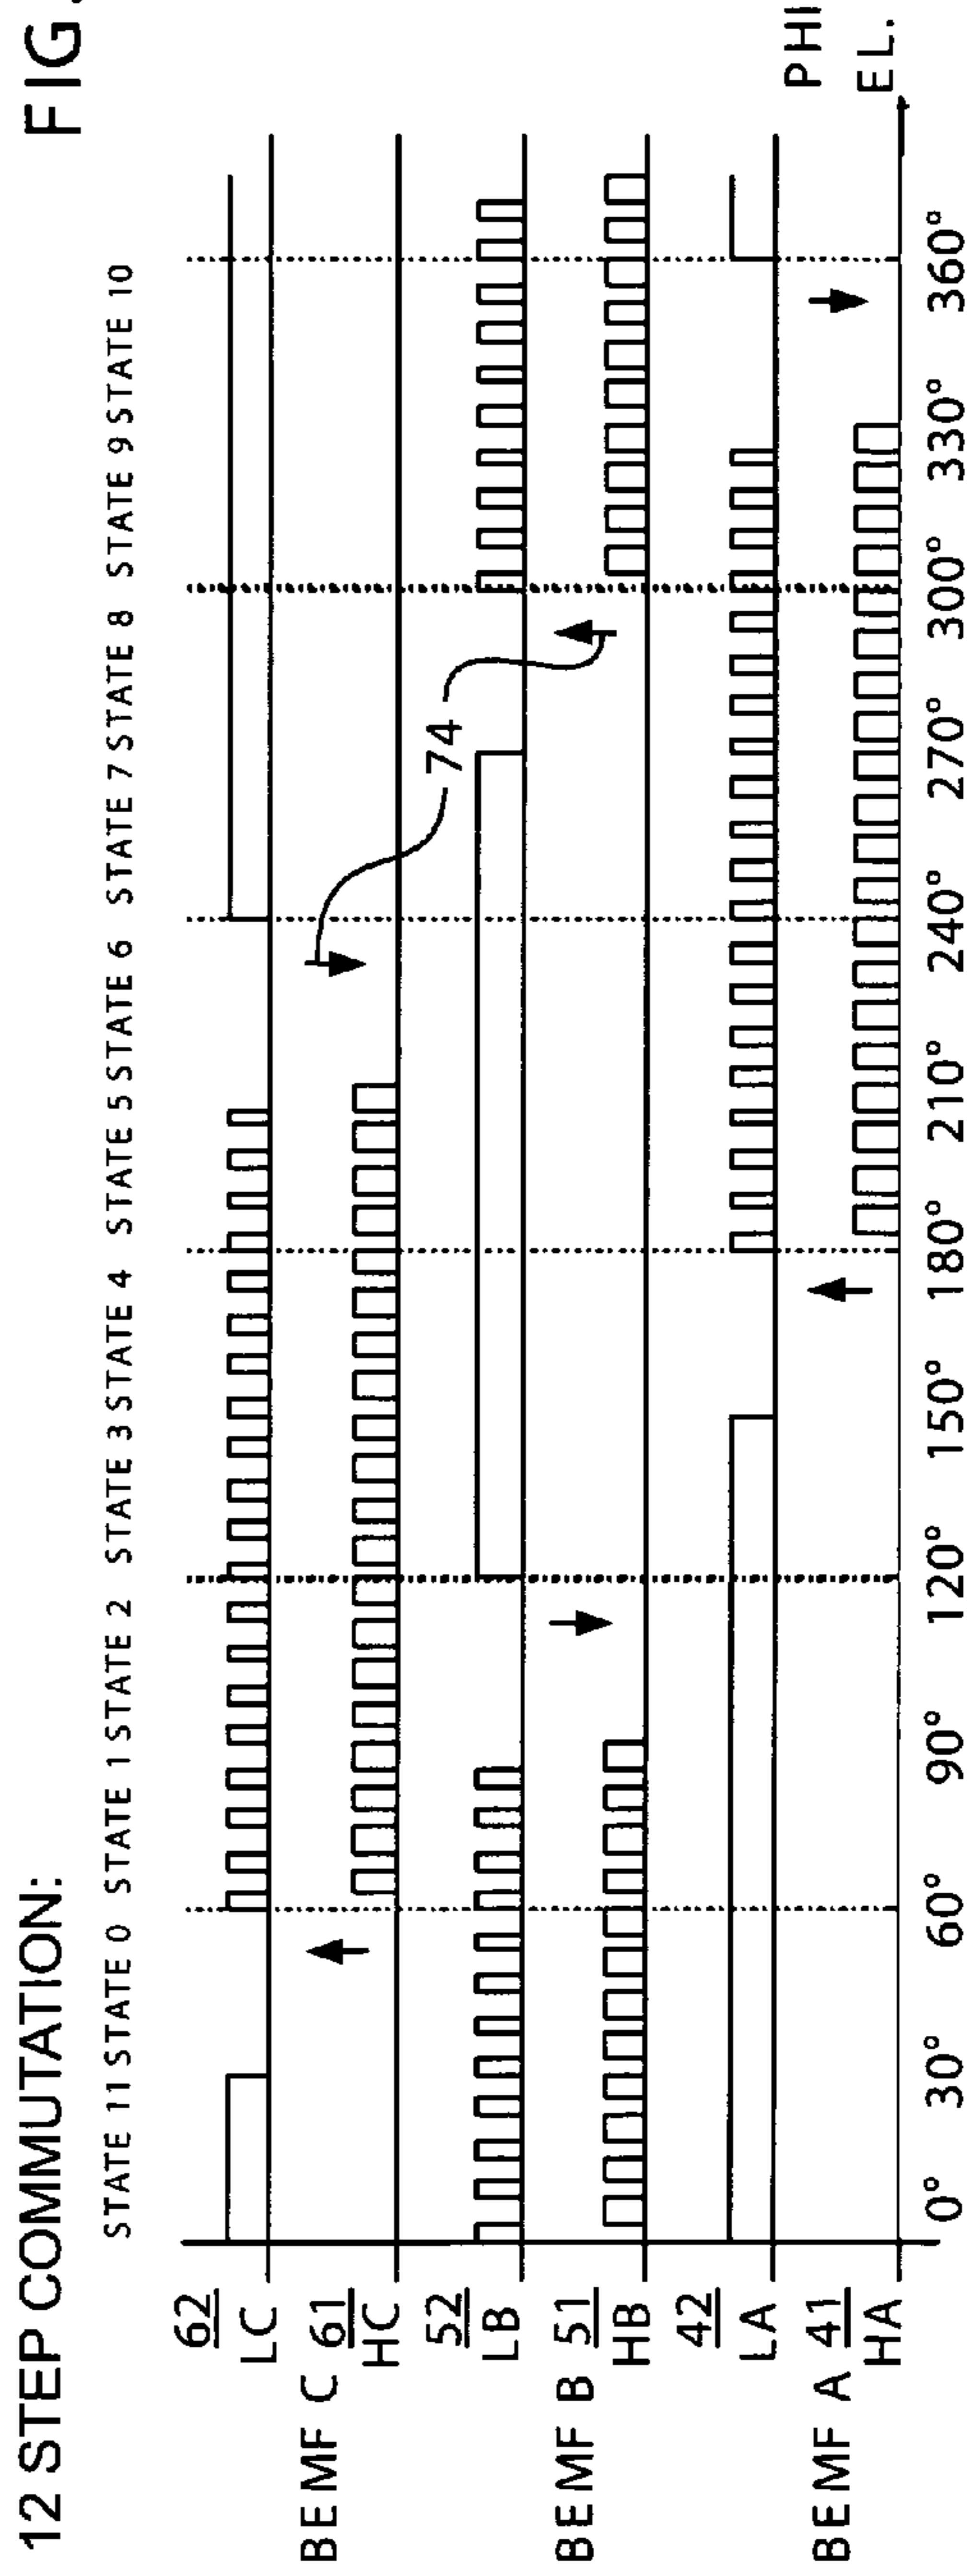 12 STEP COMMUTATION:
FIG.
STATE 11 STATE 0 STATE 1 STATE 2 STATE 3 STATE 4 STATE 5 STATE 6 STATE 7 STATE 8 STATE 9 STATE 10
62
LC
BEMF C
61
HC
74
52
LB
BEMF B
51
HB
42
LA
BEMF A
41
HA
PHI
EL.
0° 30° 60° 90° 120° 150° 180° 210° 240° 270° 300° 330° 360°